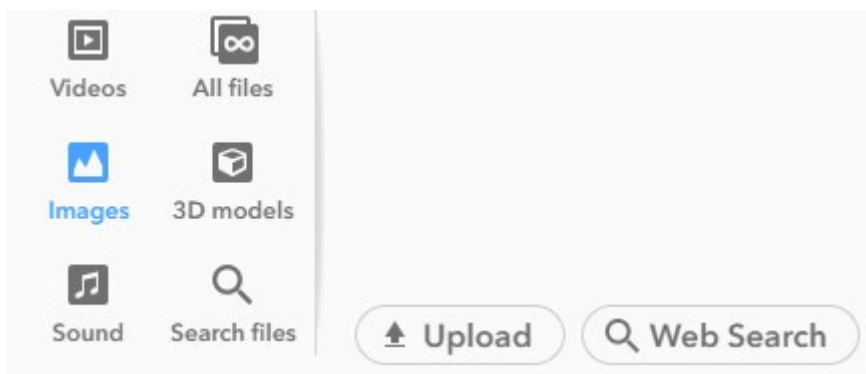 Videos All files
Images 3D models
Sound Search files
Upload Web Search